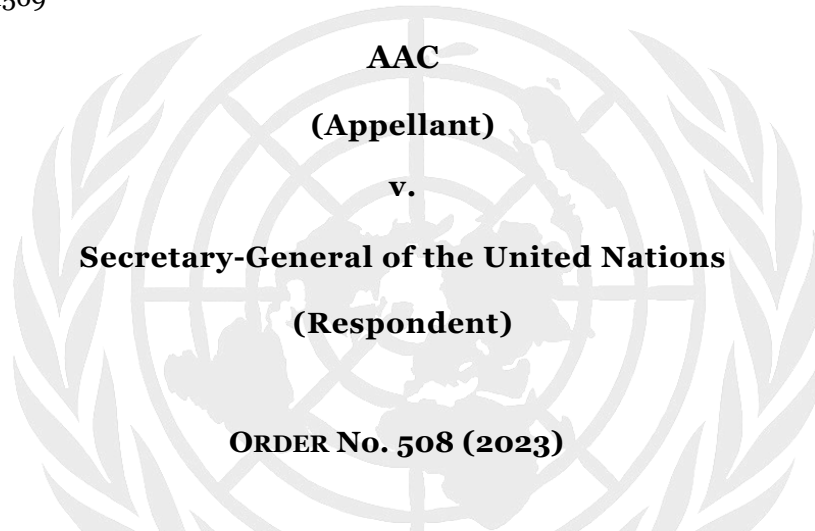 AAC
(Appellant)
v.
Secretary-General of the United Nations
(Respondent)
ORDER No. 508 (2023)